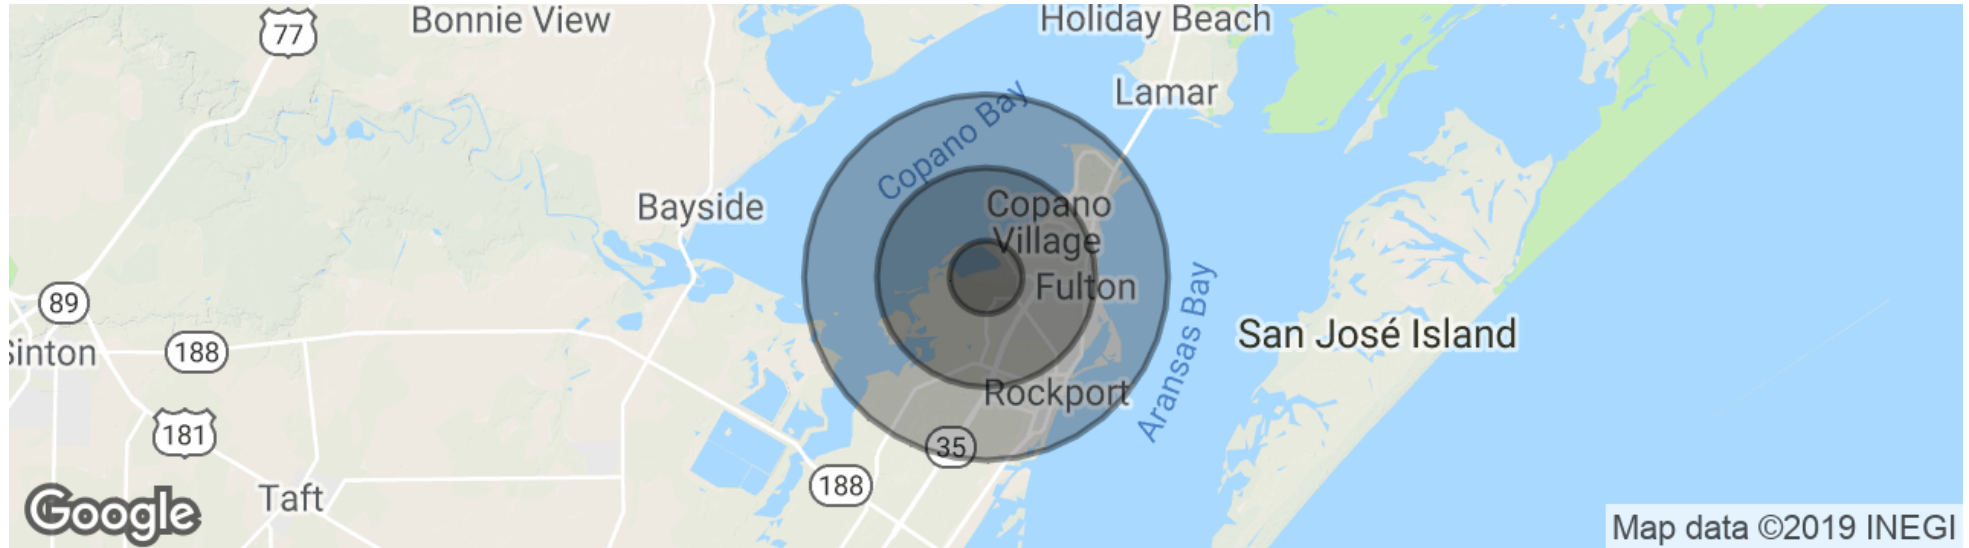 77
Bonnie View
Holiday Beach
Lamar
Copano Bay
Bayside
Copano
Village
Fulton
89
188
Sinton
San José Island
Aransas Bay
Rockport
181
35
188
Taft
Google
Map data ©2019 INEGI